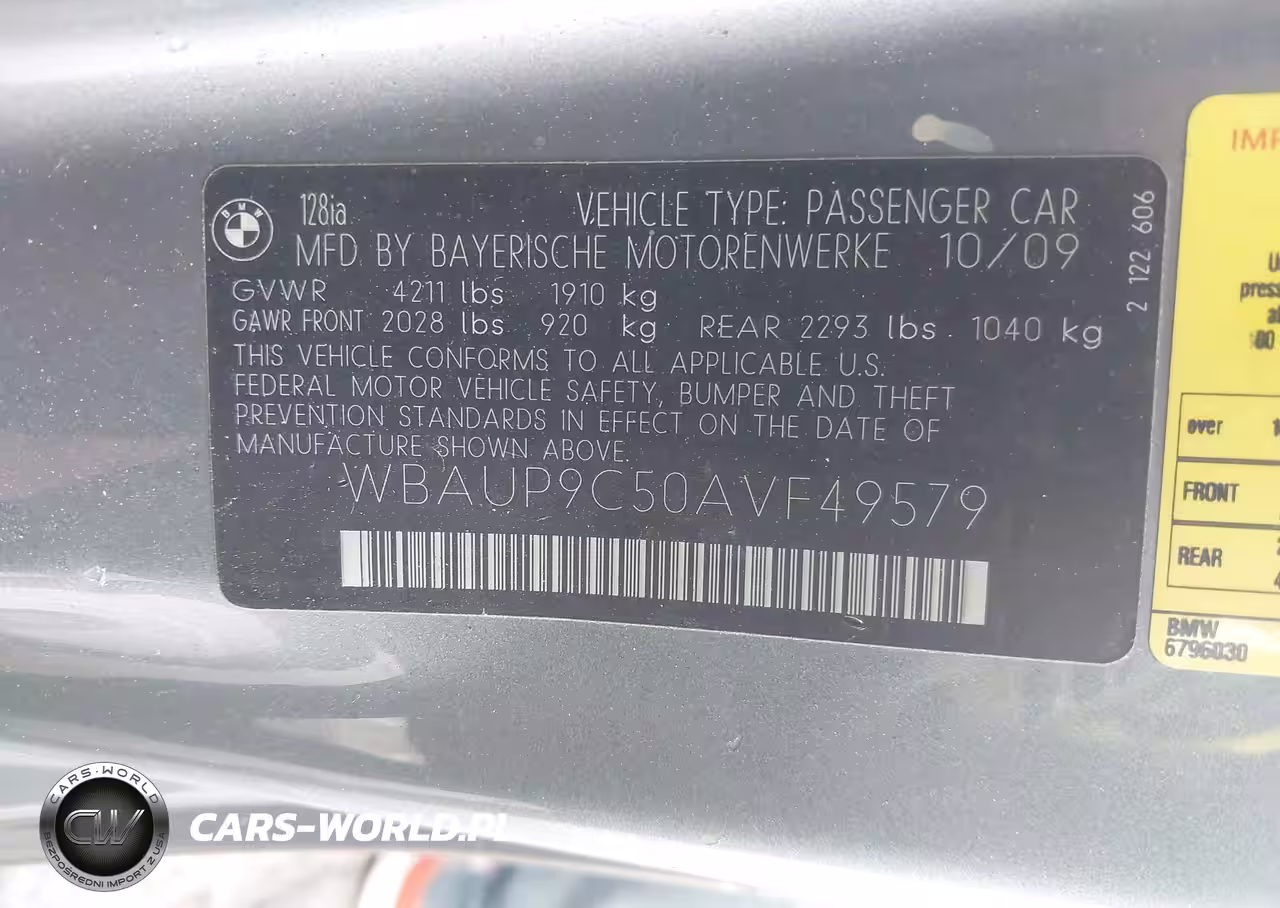 BMW
128ia
VEHICLE TYPE: PASSENGER CAR
MFD BY BAYERISCHE MOTORENWERKE 10/09
GVWR 4211 lbs 1910 kg
GAWR FRONT 2028 lbs 920 kg REAR 2293 lbs 1040 kg
THIS VEHICLE CONFORMS TO ALL APPLICABLE U.S.
FEDERAL MOTOR VEHICLE SAFETY, BUMPER AND THEFT
PREVENTION STANDARDS IN EFFECT ON THE DATE OF
MANUFACTURE SHOWN ABOVE.
WBAUP9C50AVF49579
2 122 606
over
FRONT
REAR
BMW
6796030
CARS-WORLD
CW
BEZPOŚREDNI IMPORT Z USA
CARS-WORLD.PL